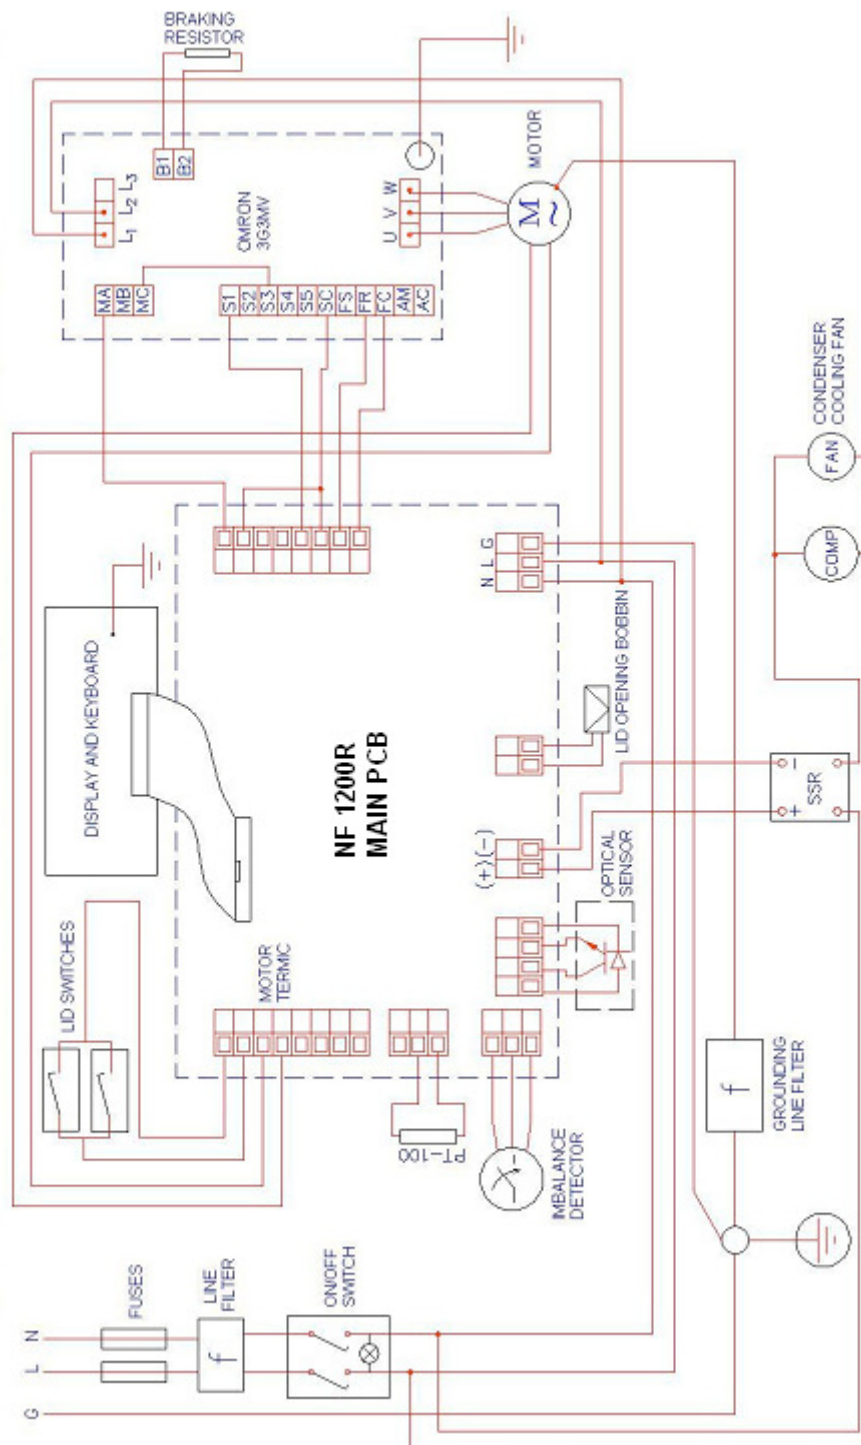 BRAKING
RESISTOR
B1
B2
L1
L2
L3
OMRON
3G3MV
U
V
W
MOTOR
M
~
MA
MB
MC
S1
S2
S3
S4
S5
SC
FS
FR
FC
AM
AC
CONDENSER
COOLING FAN
FAN
COMP
DISPLAY AND KEYBOARD
NF 1200R
MAIN PCB
N L G
LID OPENING BOBBIN
(+)(-)
OPTICAL
SENSOR
+
-
SSR
LID SWITCHES
MOTOR
TERMIC
PT-100
IMBALANCE
DETECTOR
f
GROUNDING
LINE FILTER
FUSES
LINE
FILTER
f
ON/OFF
SWITCH
G
L
N